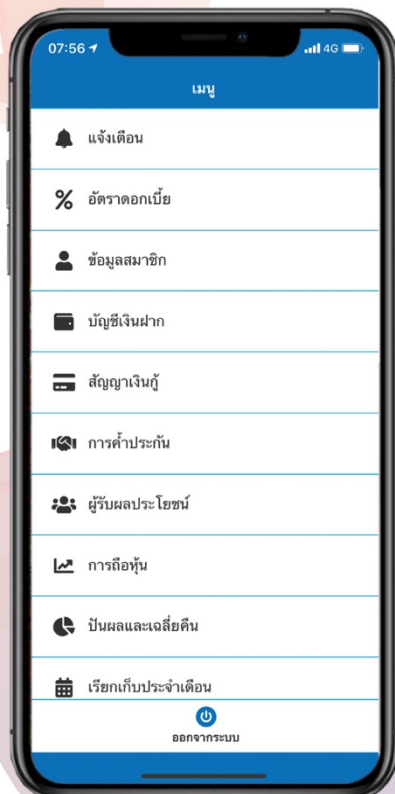 07:56
4G
เมนู
แจ้งเตือน
อัตราดอกเบี้ย
ข้อมูลสมาชิก
บัญชีเงินฝาก
สัญญาเงินกู้
การค้ำประกัน
ผู้รับผลประโยชน์
การถือหุ้น
ปันผลและเฉลี่ยคืน
เรียกเก็บประจำเดือน
ออกจากระบบ